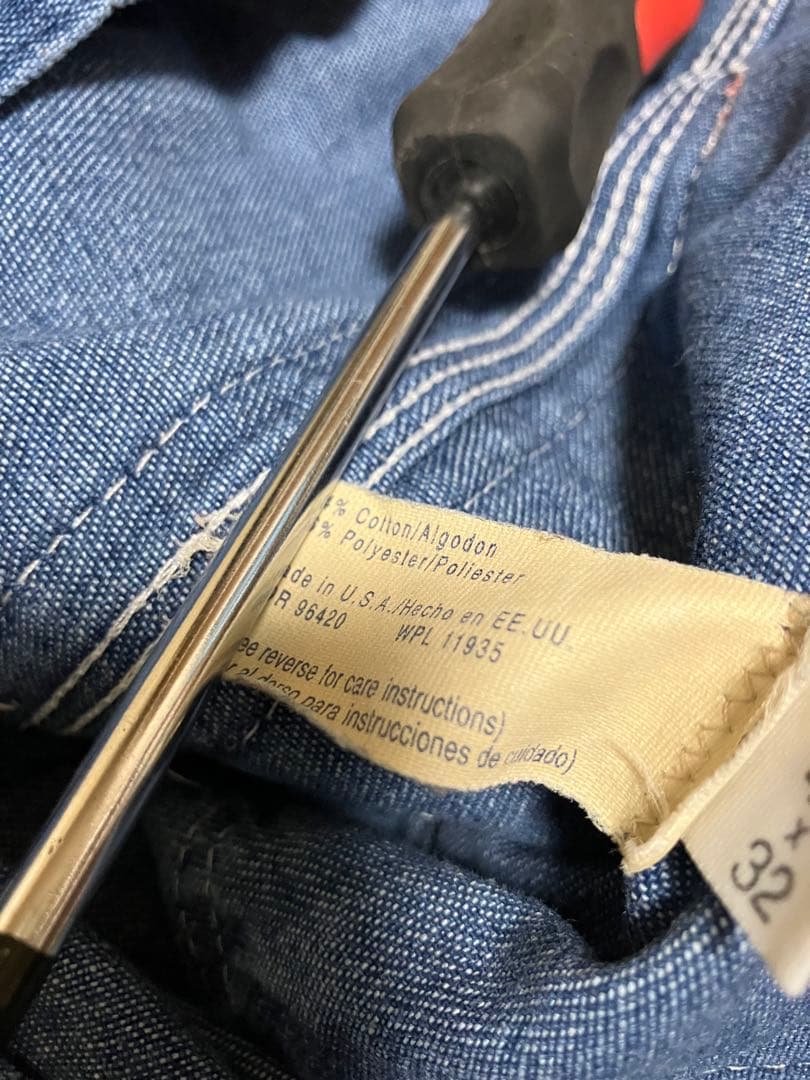 % Cotton/Algodon
% Polyester/Poliester
de in U.S.A./Hecho en EE.UU.
R 96420 WPL 11935
ee reverse for care instructions)
al dorso para instrucciones de cuidado)
32 ×